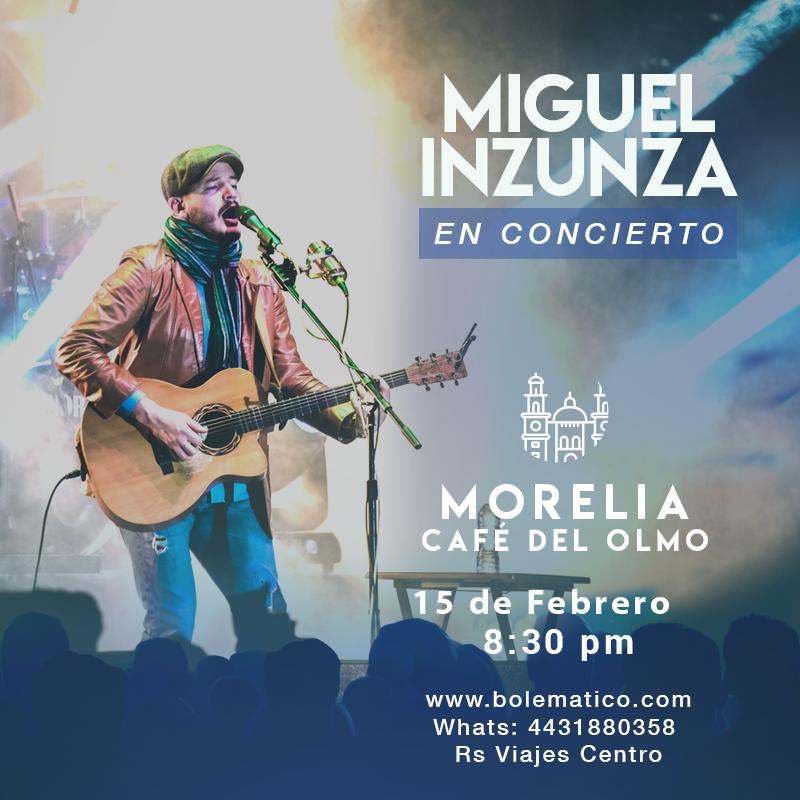 MIGUEL
INZUNZA
EN CONCIERTO
MORELIA
CAFÉ DEL OLMO
15 de Febrero
8:30 pm
www.bolematico.com
Whats: 4431880358
Rs Viajes Centro